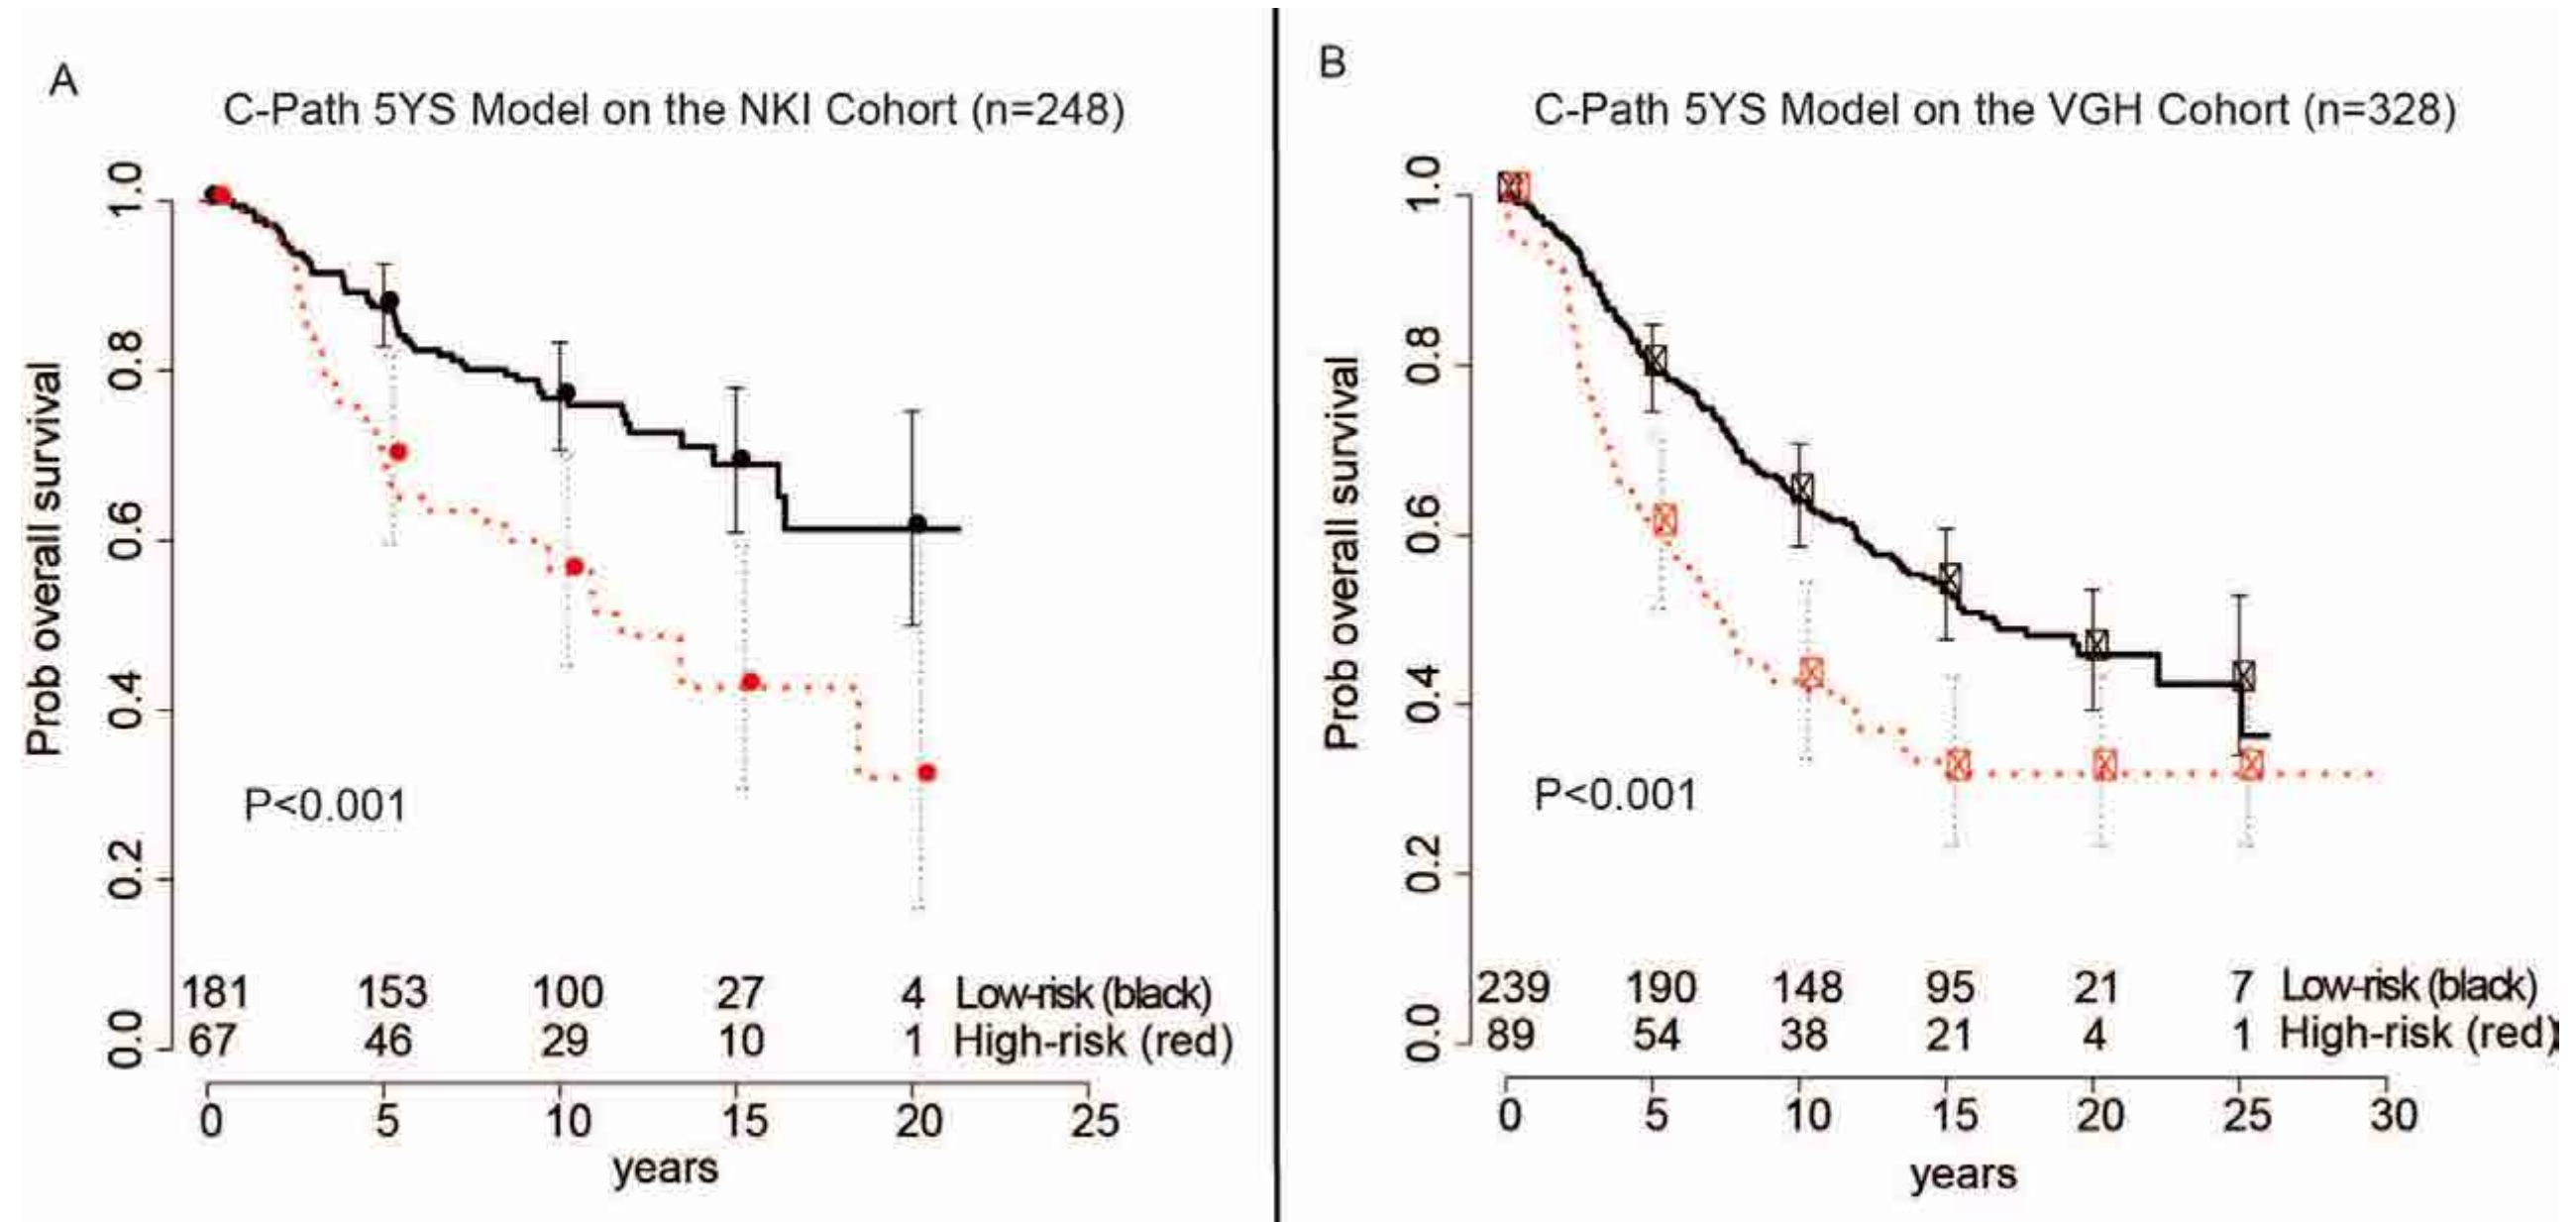 A
C-Path 5YS Model on the NKI Cohort (n=248)
Prob overall survival
1.0
0.8
0.6
0.4
0.2
0.0
P<0.001
181 153 100 27 4 Low-risk (black)
67 46 29 10 1 High-risk (red)
0 5 10 15 20 25
years
B
C-Path 5YS Model on the VGH Cohort (n=328)
Prob overall survival
1.0
0.8
0.6
0.4
0.2
0.0
P<0.001
239 190 148 95 21 7 Low-risk (black)
89 54 38 21 4 1 High-risk (red)
0 5 10 15 20 25 30
years